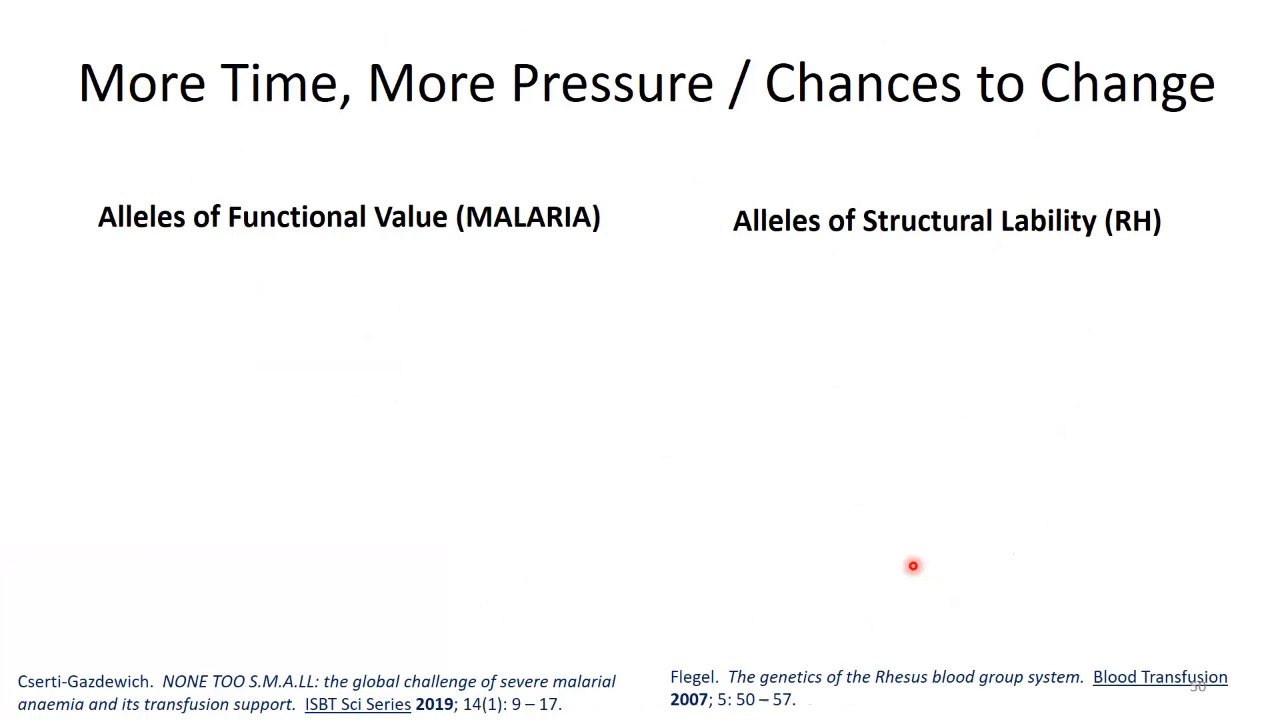 More Time, More Pressure / Chances to Change
Alleles of Functional Value (MALARIA)
Alleles of Structural Lability (RH)
Cserti-Gazdewich. NONE TOO S.M.A.LL: the global challenge of severe malarial
anaemia and its transfusion support. ISBT Sci Series 2019; 14(1): 9 – 17.
Flegel. The genetics of the Rhesus blood group system. Blood Transfusion
2007; 5: 50 – 57.